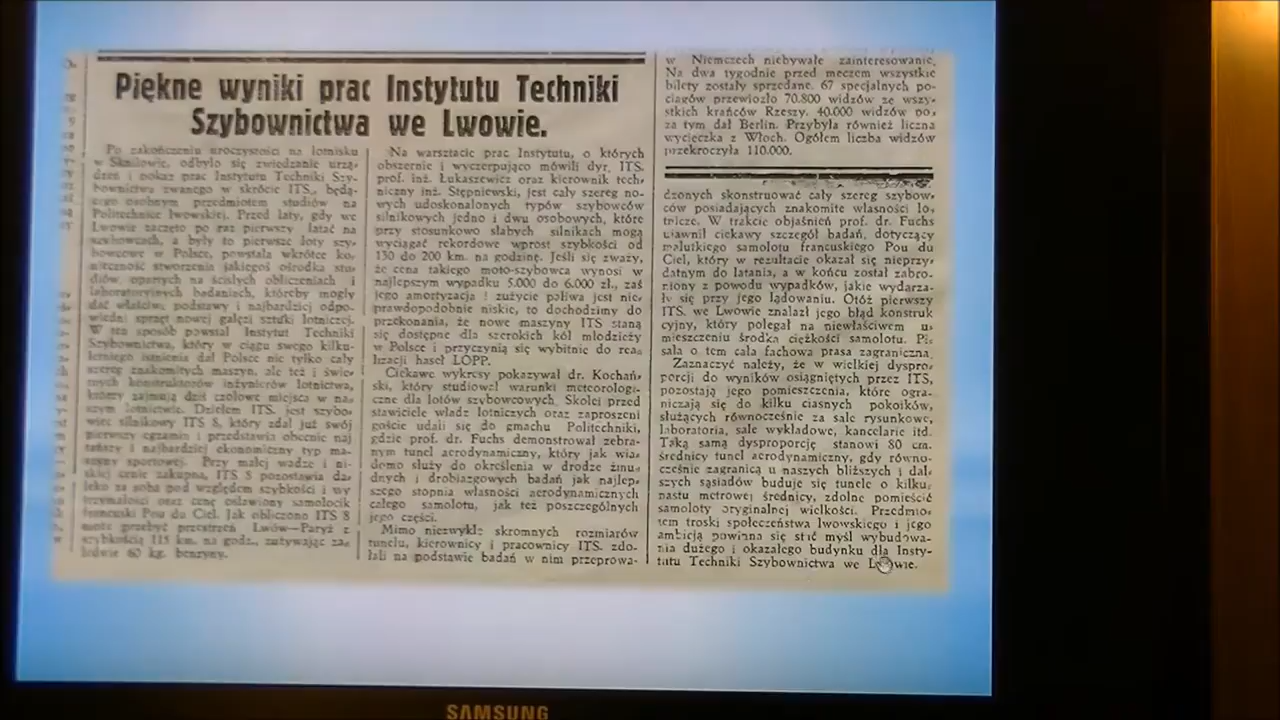 Piękne wyniki prac Instytutu Techniki
Szybownictwa we Lwowie.
Po zakończeniu uroczystości na lotnisku
w Skniłowie, odbyło się zwiedzanie urzą-
dzeń i pokaz prac Instytutu Techniki Szy-
bownictwa zwanego w skrócie ITS., będą-
cego osobnym przedmiotem studiów na
Politechnice lwowskiej. Przed laty, gdy we
Lwowie zaczęto po raz pierwszy latać na
szybowcach, a były to pierwsze loty szy-
bowcowe w Polsce, powstała wkrótce ko-
nieczność stworzenia jakiegoś ośrodka stu-
diów, opartych na ścisłych obliczeniach i
laboratoryjnych badaniach, któreby mogły
dać właściwe podstawy i najbardziej odpo-
wiedni sprzęt nowej gałęzi sztuki lotniczej.
W ten sposób powstał Instytut Techniki
Szybownictwa, który w ciągu swego kilku-
letniego istnienia dał Polsce nie tylko cały
szereg znakomitych maszyn, ale też i świe-
tnych konstruktorów inżynierów lotnictwa,
którzy zajmują dziś czołowe miejsca w na-
szym lotnictwie. Dziełem ITS. jest szybo-
wiec silnikowy ITS 8, który zdał już swój
pierwszy egzamin i przedstawia obecnie naj
tańszy i najbardziej ekonomiczny typ ma-
szyny sportowej. Przy małej wadze i ni-
skiej cenie zakupna, ITS 8 pozostawia da-
leko za sobą pod względem szybkości i wy
trzymałości oraz ceny osławiony samolocik
francuski Pou du Ciel. Jak obliczono ITS 8
może przebyć przestrzeń Lwów—Paryż z
szybkością 115 km. na godz., zużywając za-
ledwie 60 kg. benzyny.
Na warsztacie prac Instytutu, o których
obszernie i wyczerpująco mówili dyr. ITS.
prof. inż. Łukasiewicz oraz kierownik tech-
niczny inż. Stępniewski, jest cały szereg no-
wych udoskonalonych typów szybowców
silnikowych jedno i dwu osobowych, które
przy stosunkowo słabych silnikach mogą
wyciągać rekordowe wprost szybkości od
130 do 200 km. na godzinę. Jeśli się zważy,
że cena takiego moto-szybowca wynosi w
najlepszym wypadku 5.000 do 6.000 zł., zaś
jego amortyzacja i zużycie paliwa jest nie-
prawdopodobnie niskie, to dochodzimy do
przekonania, że nowe maszyny ITS staną
się dostępne dla szerokich kół młodzieży
w Polsce i przyczynią się wybitnie do rea-
lizacji haseł LOPP.
Ciekawe wykresy pokazywał dr. Kochań-
ski, który studiował warunki meteorologi-
czne dla lotów szybowcowych. Skolei przed
stawiciele władz lotniczych oraz zaproszeni
goście udali się do gmachu Politechniki,
gdzie prof. dr. Fuchs demonstrował zebra-
nym tunel aerodynamiczny, który jak wia-
domo służy do określenia w drodze żmu-
dnych i drobiazgowych badań jak najlep-
szego stopnia własności aerodynamicznych
całego samolotu, jak też poszczególnych
jego części.
Mimo niezwykle skromnych rozmiarów
tunelu, kierownicy i pracownicy ITS. zdo-
łali na podstawie badań w nim przeprowa-
w Niemczech niebywałe zainteresowanie.
Na dwa tygodnie przed meczem wszystkie
bilety zostały sprzedane. 67 specjalnych po-
ciągów przewiozło 70.800 widzów ze wszy-
stkich krańców Rzeszy. 40.000 widzów po-
za tym dał Berlin. Przybyła również liczna
wycieczka z Włoch. Ogółem liczba widzów
przekroczyła 110.000.
dzonych skonstruować cały szereg szybow-
ców posiadających znakomite własności lo-
tnicze. W trakcie objaśnień prof. dr. Fuchs
ujawnił ciekawy szczegół badań, dotyczący
malutkiego samolotu francuskiego Pou du
Ciel, który w rezultacie okazał się nieprzy-
datnym do latania, a w końcu został zabro-
niony z powodu wypadków, jakie wydarza-
ły się przy jego lądowaniu. Otóż pierwszy
ITS. we Lwowie znalazł jego błąd konstruk
cyjny, który polegał na niewłaściwem u-
mieszczeniu środka ciężkości samolotu. Pi-
sała o tem cała fachowa prasa zagraniczna.
Zaznaczyć należy, że w wielkiej dyspro-
porcji do wyników osiągniętych przez ITS,
pozostają jego pomieszczenia, które ogra-
niczają się do kilku ciasnych pokoików,
służących równocześnie za sale rysunkowe,
laboratoria, sale wykładowe, kancelarie itd.
Taką samą dysproporcję stanowi 80 cm.
średnicy tunel aerodynamiczny, gdy równo-
cześnie zagranicą u naszych bliższych i dal-
szych sąsiadów buduje się tunele o kilku-
nastu metrowej średnicy, zdolne pomieścić
samoloty oryginalnej wielkości. Przedmio-
tem troski społeczeństwa lwowskiego i jego
ambicją powinna się stać myśl wybudowa-
nia dużego i okazałego budynku dla Insty-
tutu Techniki Szybownictwa we Lwowie.
SAMSUNG